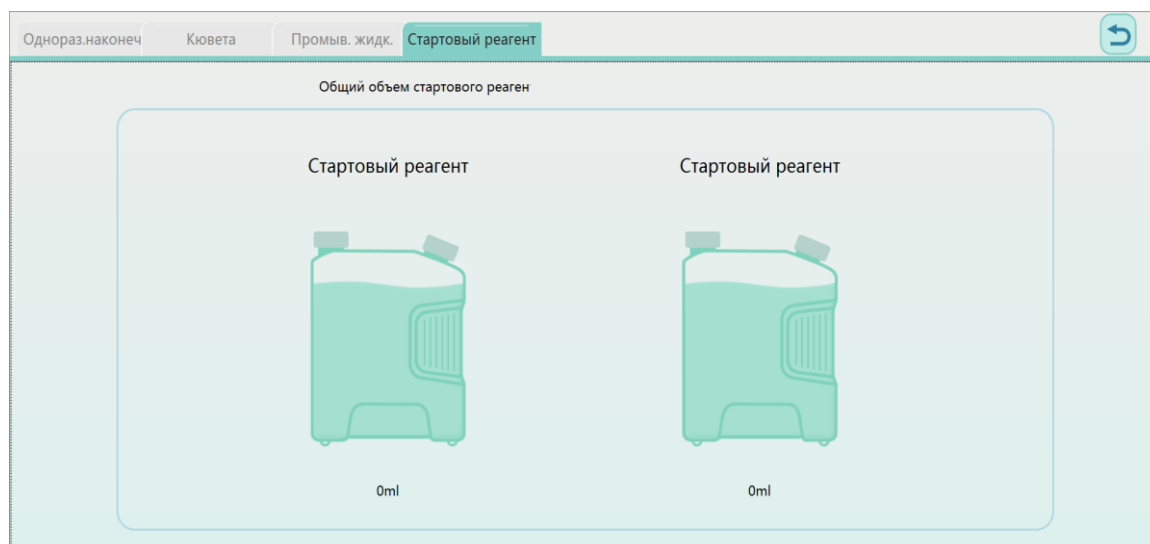 Однораз.наконеч
Кювета
Промыв. жидк.
Стартовый реагент
Общий объем стартового реаген
Стартовый реагент
Стартовый реагент
0ml
0ml